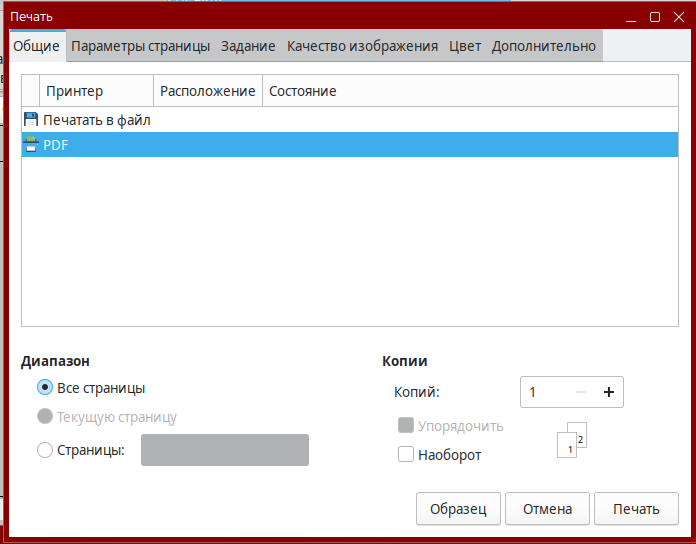 Печать
Общие Параметры страницы Задание Качество изображения Цвет Дополнительно
Принтер Расположение Состояние
Печатать в файл
PDF
Диапазон
Все страницы
Текущую страницу
Страницы:
Копии
Копий: 1
Упорядочить
Наоборот
1 2
Образец Отмена Печать